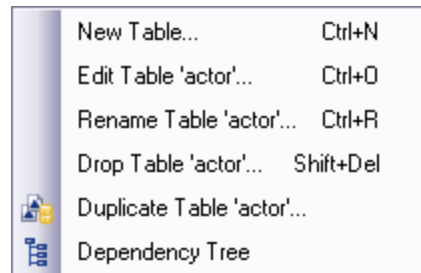 New Table... Ctrl+N
Edit Table 'actor'... Ctrl+O
Rename Table 'actor'... Ctrl+R
Drop Table 'actor'... Shift+Del
Duplicate Table 'actor'...
Dependency Tree